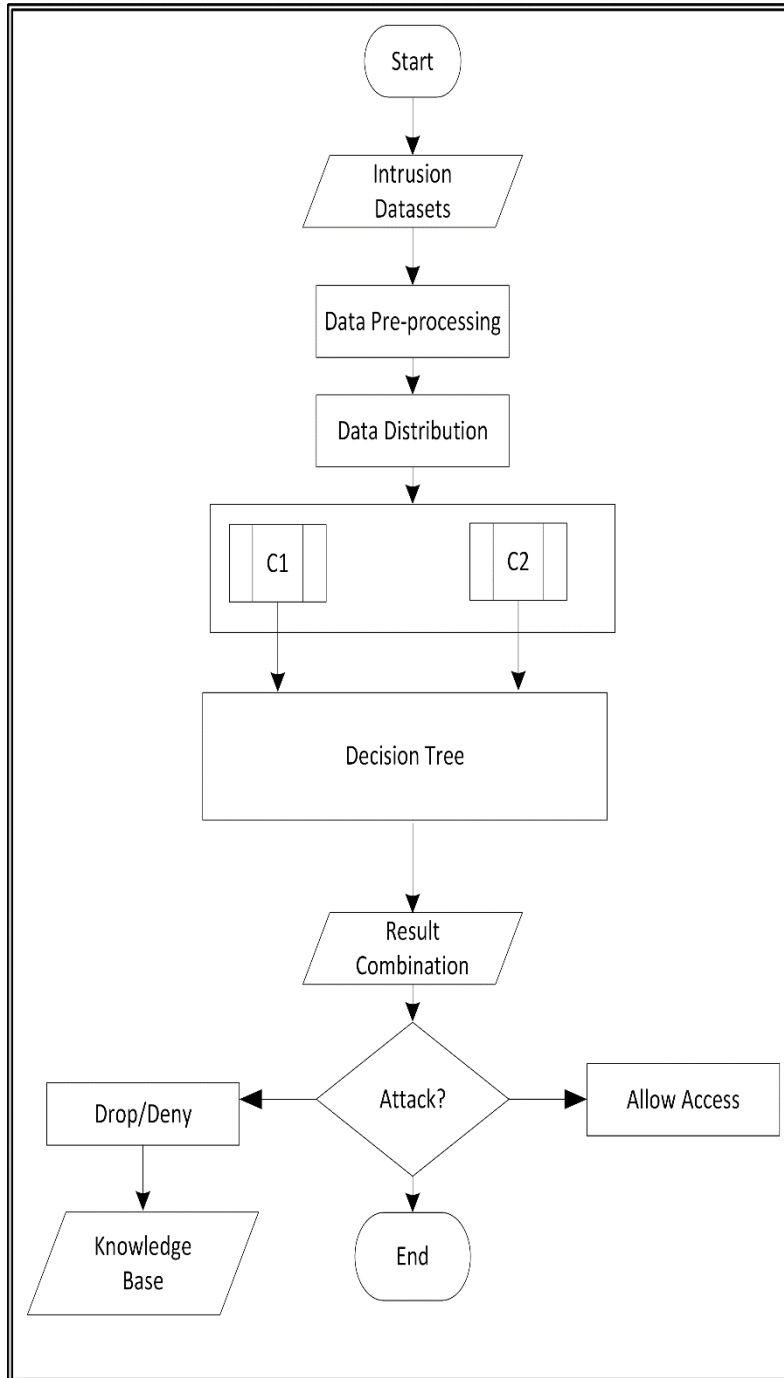 Start
Intrusion
Datasets
Data Pre-processing
Data Distribution
C1
C2
Decision Tree
Result
Combination
Attack?
Drop/Deny
Allow Access
Knowledge
Base
End